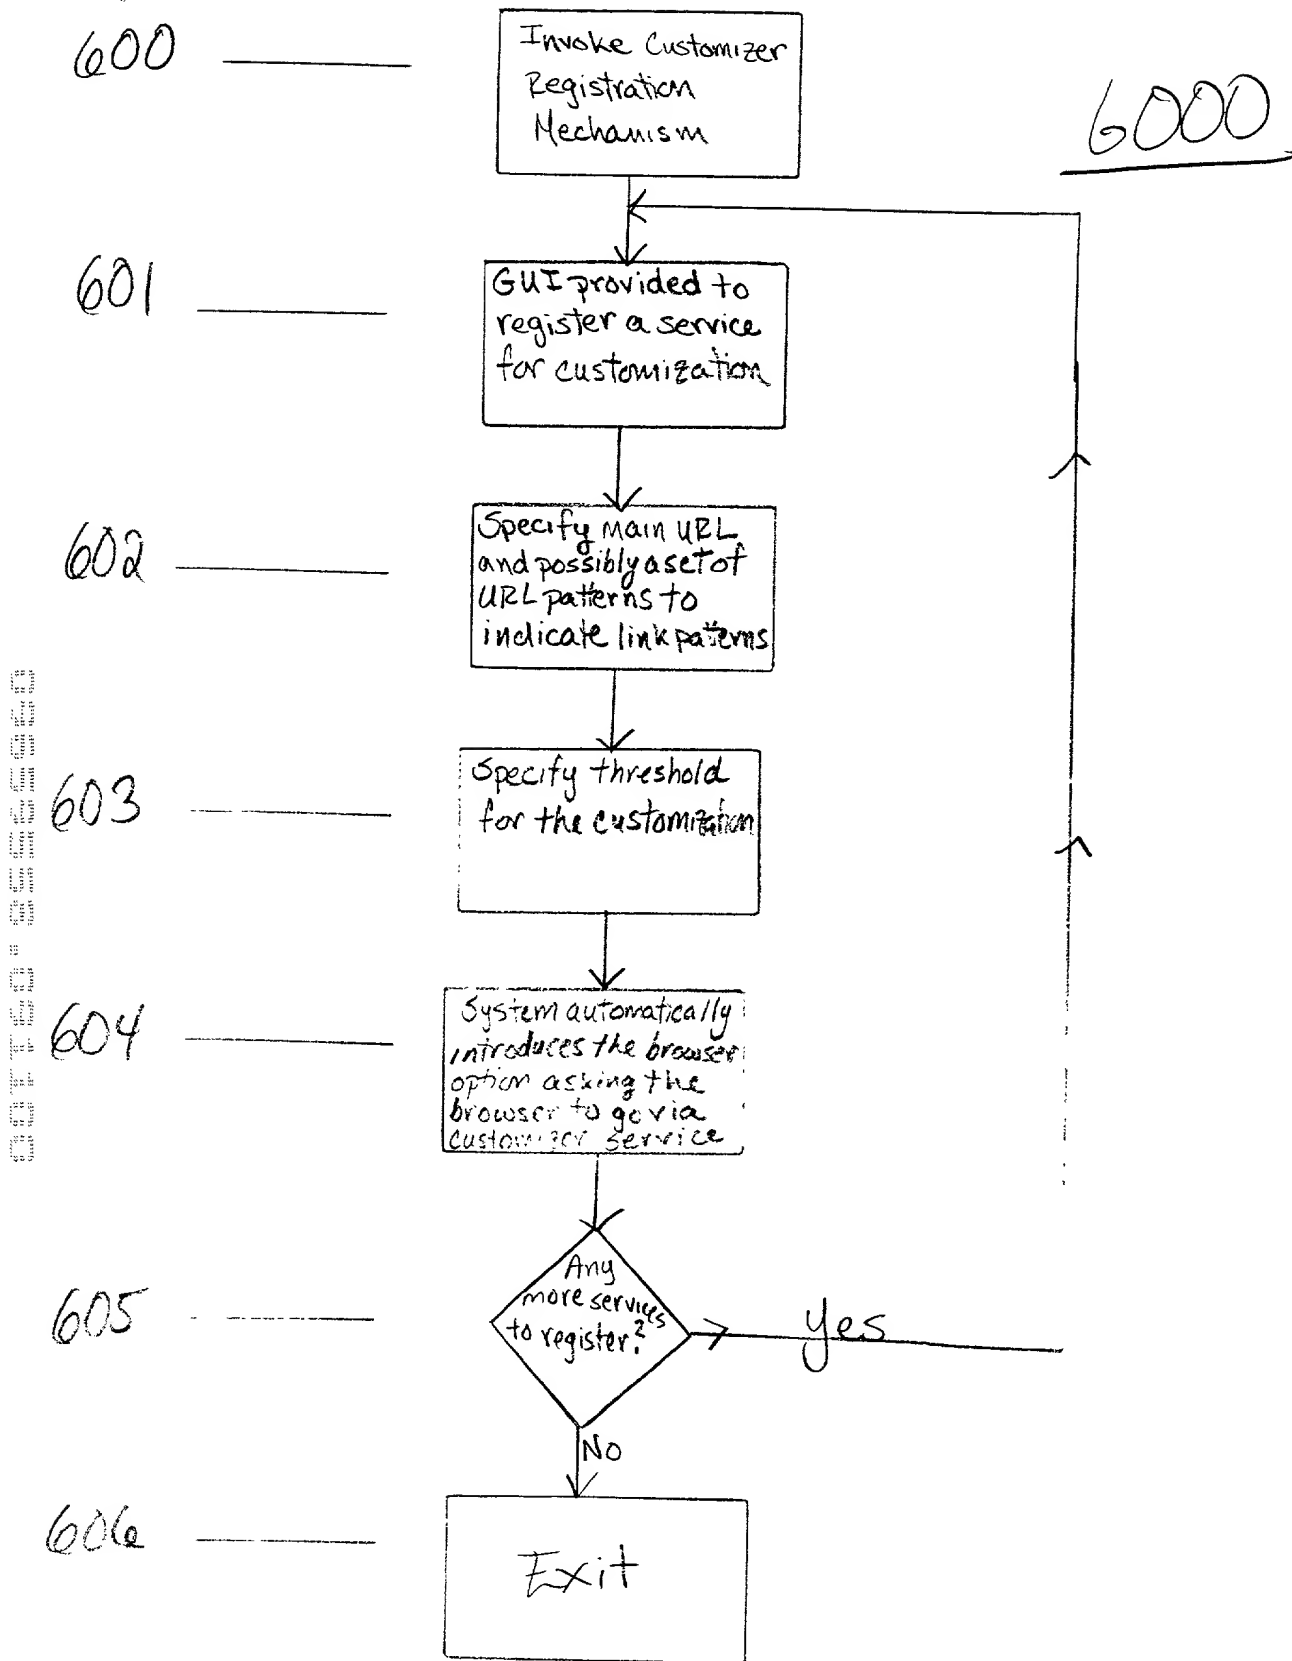 600
Invoke Customizer
Registration
Mechanism
6000
601
GUI provided to
register a service
for customization
602
Specify main URL
and possibly a set of
URL patterns to
indicate link patterns
603
Specify threshold
for the customization
604
System automatically
introduces the browser
option asking the
browser to go via
customizer service
605
Any
more services
to register?
Yes
No
606
Exit